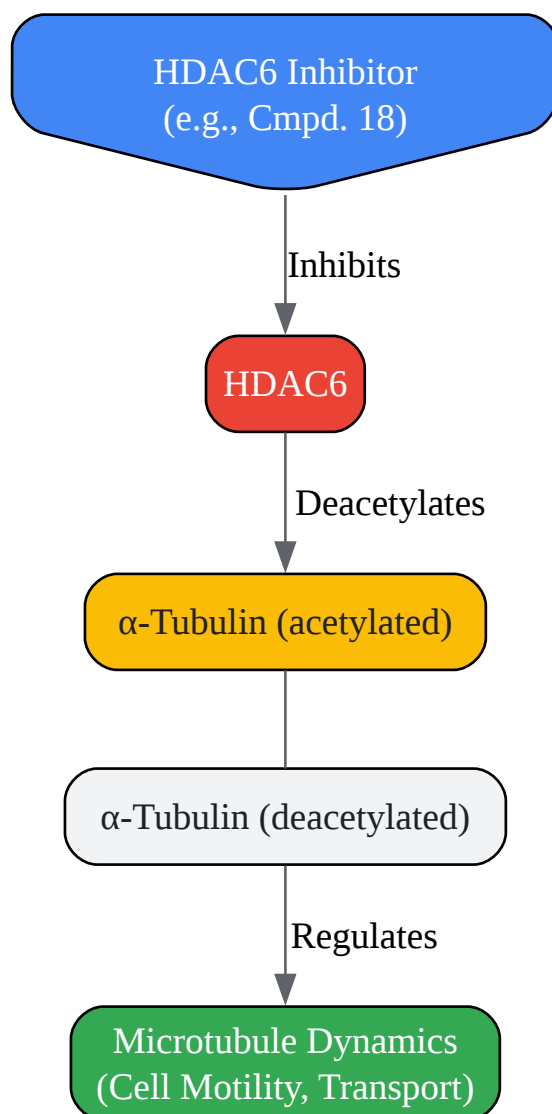 HDAC6 Inhibitor
(e.g., Cmpd. 18)
Inhibits
HDAC6
Deacetylates
α-Tubulin (acetylated)
α-Tubulin (deacetylated)
Regulates
Microtubule Dynamics
(Cell Motility, Transport)